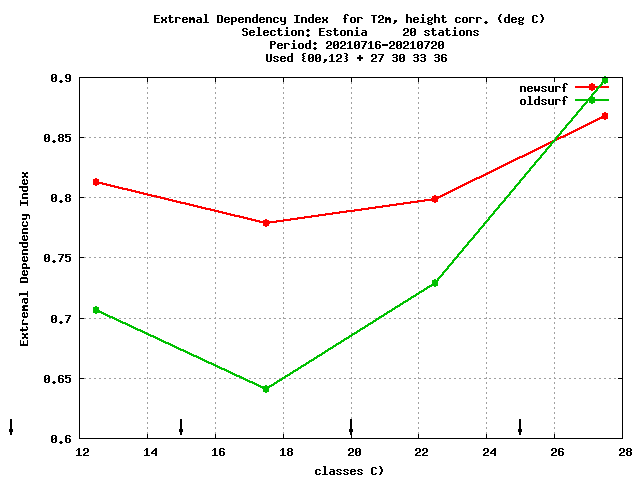 Extremal Dependency Index  for T2m, height corr. (deg C)
Selection: Estonia     20 stations
Period: 20210716-20210720
Used {00,12} + 27 30 33 36
newsurf
oldsurf
Extremal Dependency Index
0.9
0.85
0.8
0.75
0.7
0.65
0.6
12 14 16 18 20 22 24 26 28
classes C)